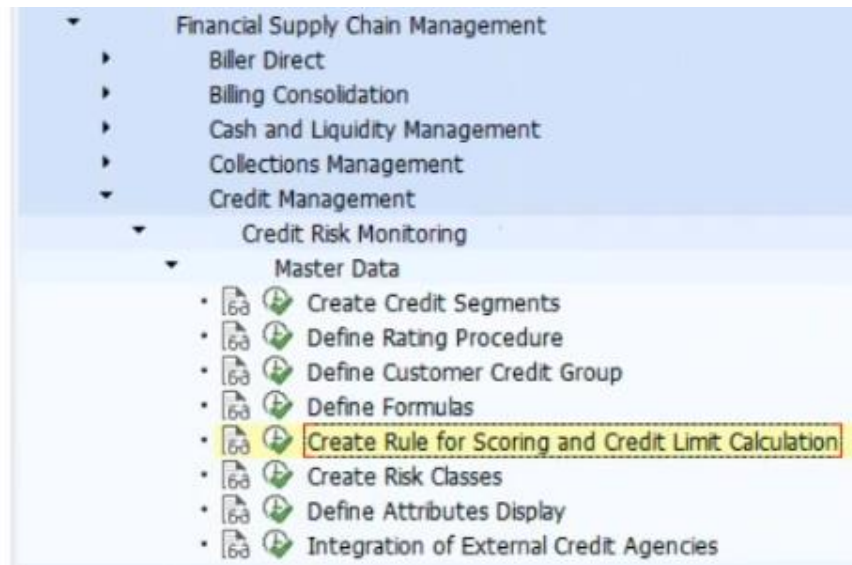 Financial Supply Chain Management
Biller Direct
Billing Consolidation
Cash and Liquidity Management
Collections Management
Credit Management
Credit Risk Monitoring
Master Data
Create Credit Segments
Define Rating Procedure
Define Customer Credit Group
Define Formulas
Create Rule for Scoring and Credit Limit Calculation
Create Risk Classes
Define Attributes Display
Integration of External Credit Agencies